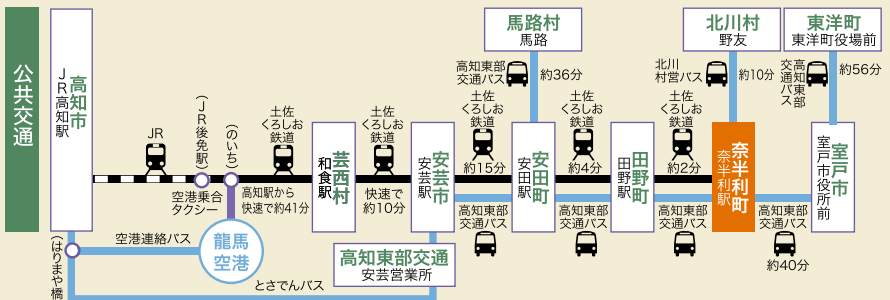 公共交通
高知市
JR高知駅
JR
(JR後免駅)
(のいち)
空港乗合
タクシー
高知駅から
快速で約41分
土佐
くろしお
鉄道
芸西村
和食駅
土佐
くろしお
鉄道
快速で
約10分
安芸市
安芸駅
土佐
くろしお
鉄道
約15分
高知東部
交通バス
安田町
安田駅
馬路村
馬路
高知東部
交通バス
約36分
土佐
くろしお
鉄道
約4分
高知東部
交通バス
田野町
田野駅
土佐
くろしお
鉄道
約2分
高知東部
交通バス
奈半利町
奈半利駅
北川村
野友
北川
村営バス
約10分
高知東部
交通バス
約40分
室戸市
室戸市役所前
東洋町
東洋町役場前
高知東部
交通バス
約56分
(はりまや橋)
空港連絡バス
龍馬
空港
とさでんバス
高知東部交通
安芸営業所